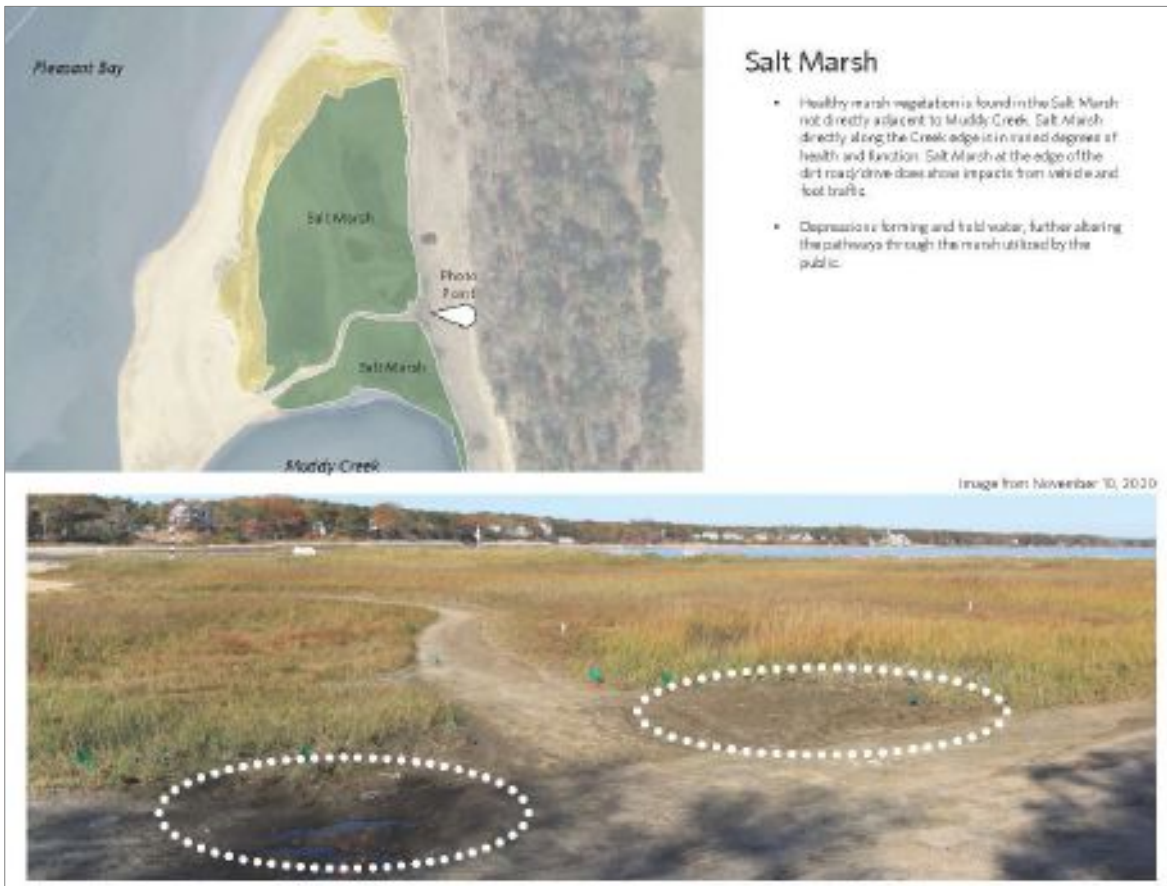 Pleasant Bay
Salt Marsh
Photo
Point
Salt Marsh
Muddy Creek
Salt Marsh
• Healthy marsh vegetation is found in the Salt Marsh
not directly adjacent to Muddy Creek. Salt Marsh
directly along the Creek edge is in varied degrees of
health and function. Salt Marsh at the edge of the
dirt road/drive does show impacts from vehicle and
foot traffic.
• Depressions forming and hold water, further altering
the pathways through the marsh utilized by the
public.
Image from November 10, 2020